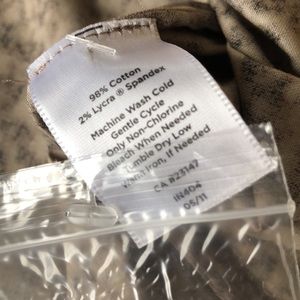 98% Cotton
2% Lycra ® Spandex
Machine Wash Cold
Gentle Cycle
Only Non-Chlorine
Bleach When Needed
Tumble Dry Low
Warm Iron, If Needed
CA #23147
IN404
05/11